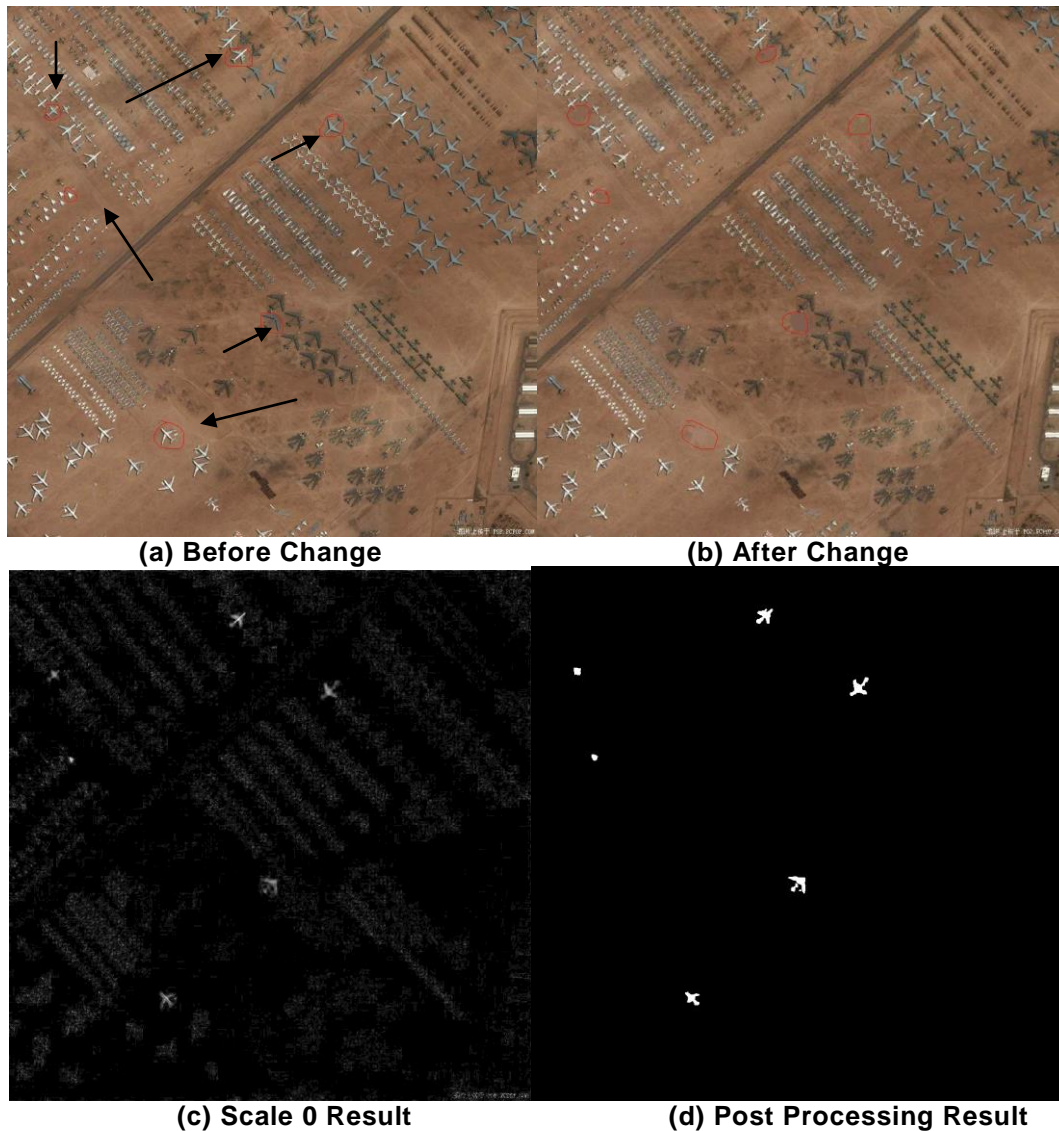 (a) Before Change
(b) After Change
(c) Scale 0 Result
(d) Post Processing Result